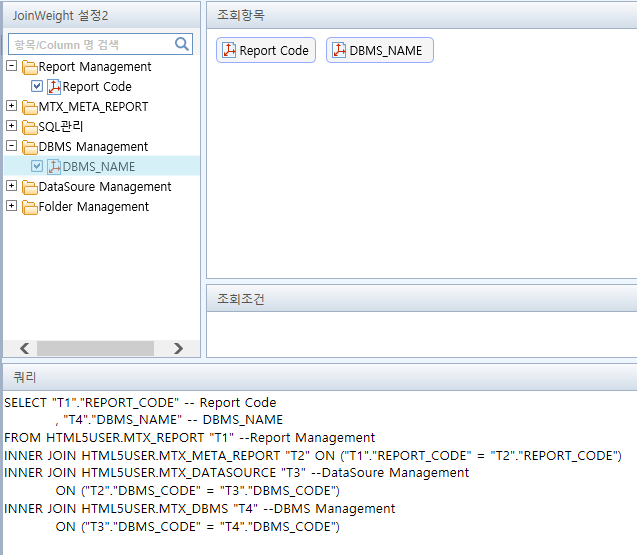 JoinWeight 설정2
항목/Column 명 검색
Report Management
Report Code
MTX_META_REPORT
SQL관리
DBMS Management
DBMS_NAME
DataSoure Management
Folder Management
조회항목
Report Code DBMS_NAME
조회조건
쿼리
SELECT "T1"."REPORT_CODE" -- Report Code
, "T4"."DBMS_NAME" -- DBMS_NAME
FROM HTML5USER.MTX_REPORT "T1" --Report Management
INNER JOIN HTML5USER.MTX_META_REPORT "T2" ON ("T1"."REPORT_CODE" = "T2"."REPORT_CODE")
INNER JOIN HTML5USER.MTX_DATASOURCE "T3" --DataSoure Management
ON ("T2"."DBMS_CODE" = "T3"."DBMS_CODE")
INNER JOIN HTML5USER.MTX_DBMS "T4" --DBMS Management
ON ("T3"."DBMS_CODE" = "T4"."DBMS_CODE")